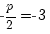 -p/2 = -3